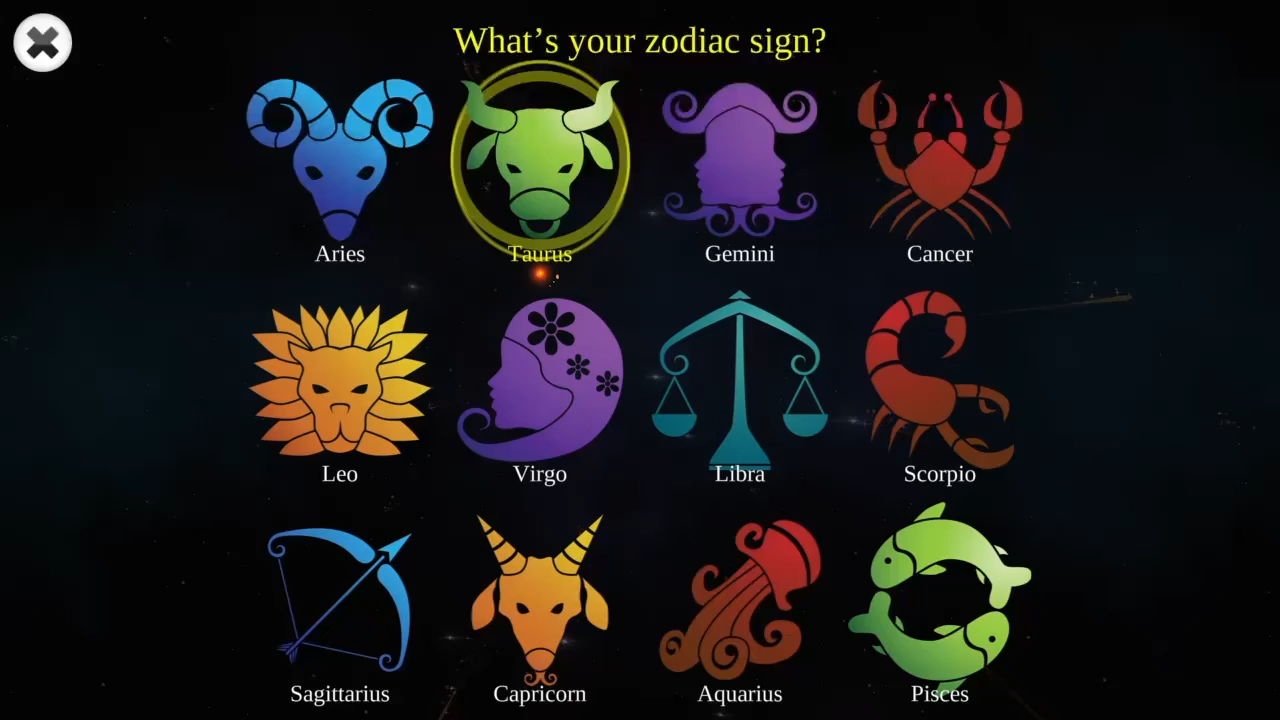 What’s your zodiac sign?
Aries
Taurus
Gemini
Cancer
Leo
Virgo
Libra
Scorpio
Sagittarius
Capricorn
Aquarius
Pisces